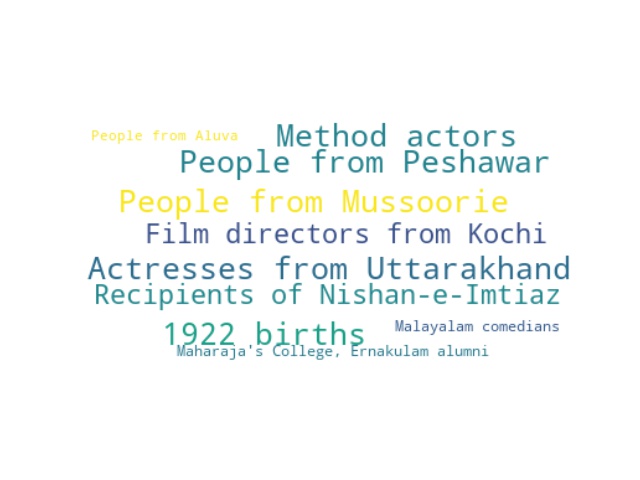 People from Aluva
Method actors
People from Peshawar
People from Mussoorie
Film directors from Kochi
Actresses from Uttarakhand
Recipients of Nishan-e-Imtiaz
1922 births
Malayalam comedians
Maharaja's College, Ernakulam alumni